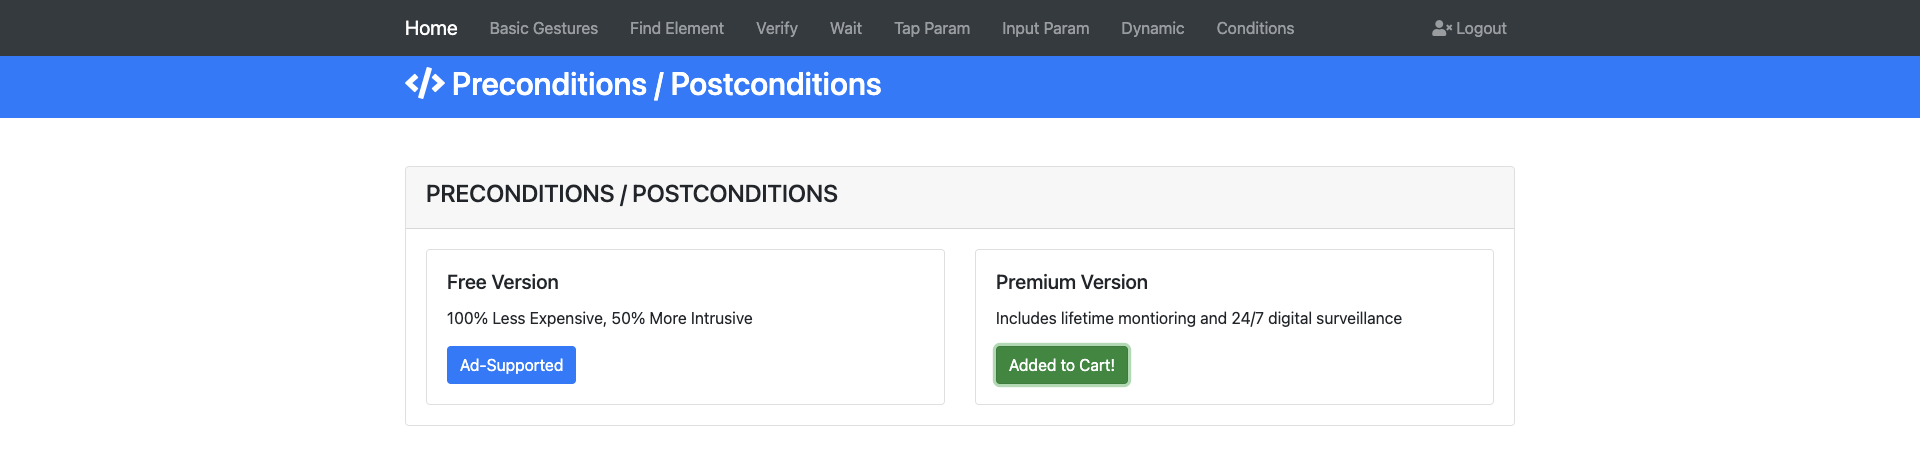 Home Basic Gestures Find Element Verify Wait Tap Param Input Param Dynamic Conditions Logout
</> Preconditions / Postconditions
PRECONDITIONS / POSTCONDITIONS
Free Version
100% Less Expensive, 50% More Intrusive
Ad-Supported
Premium Version
Includes lifetime montioring and 24/7 digital surveillance
Added to Cart!